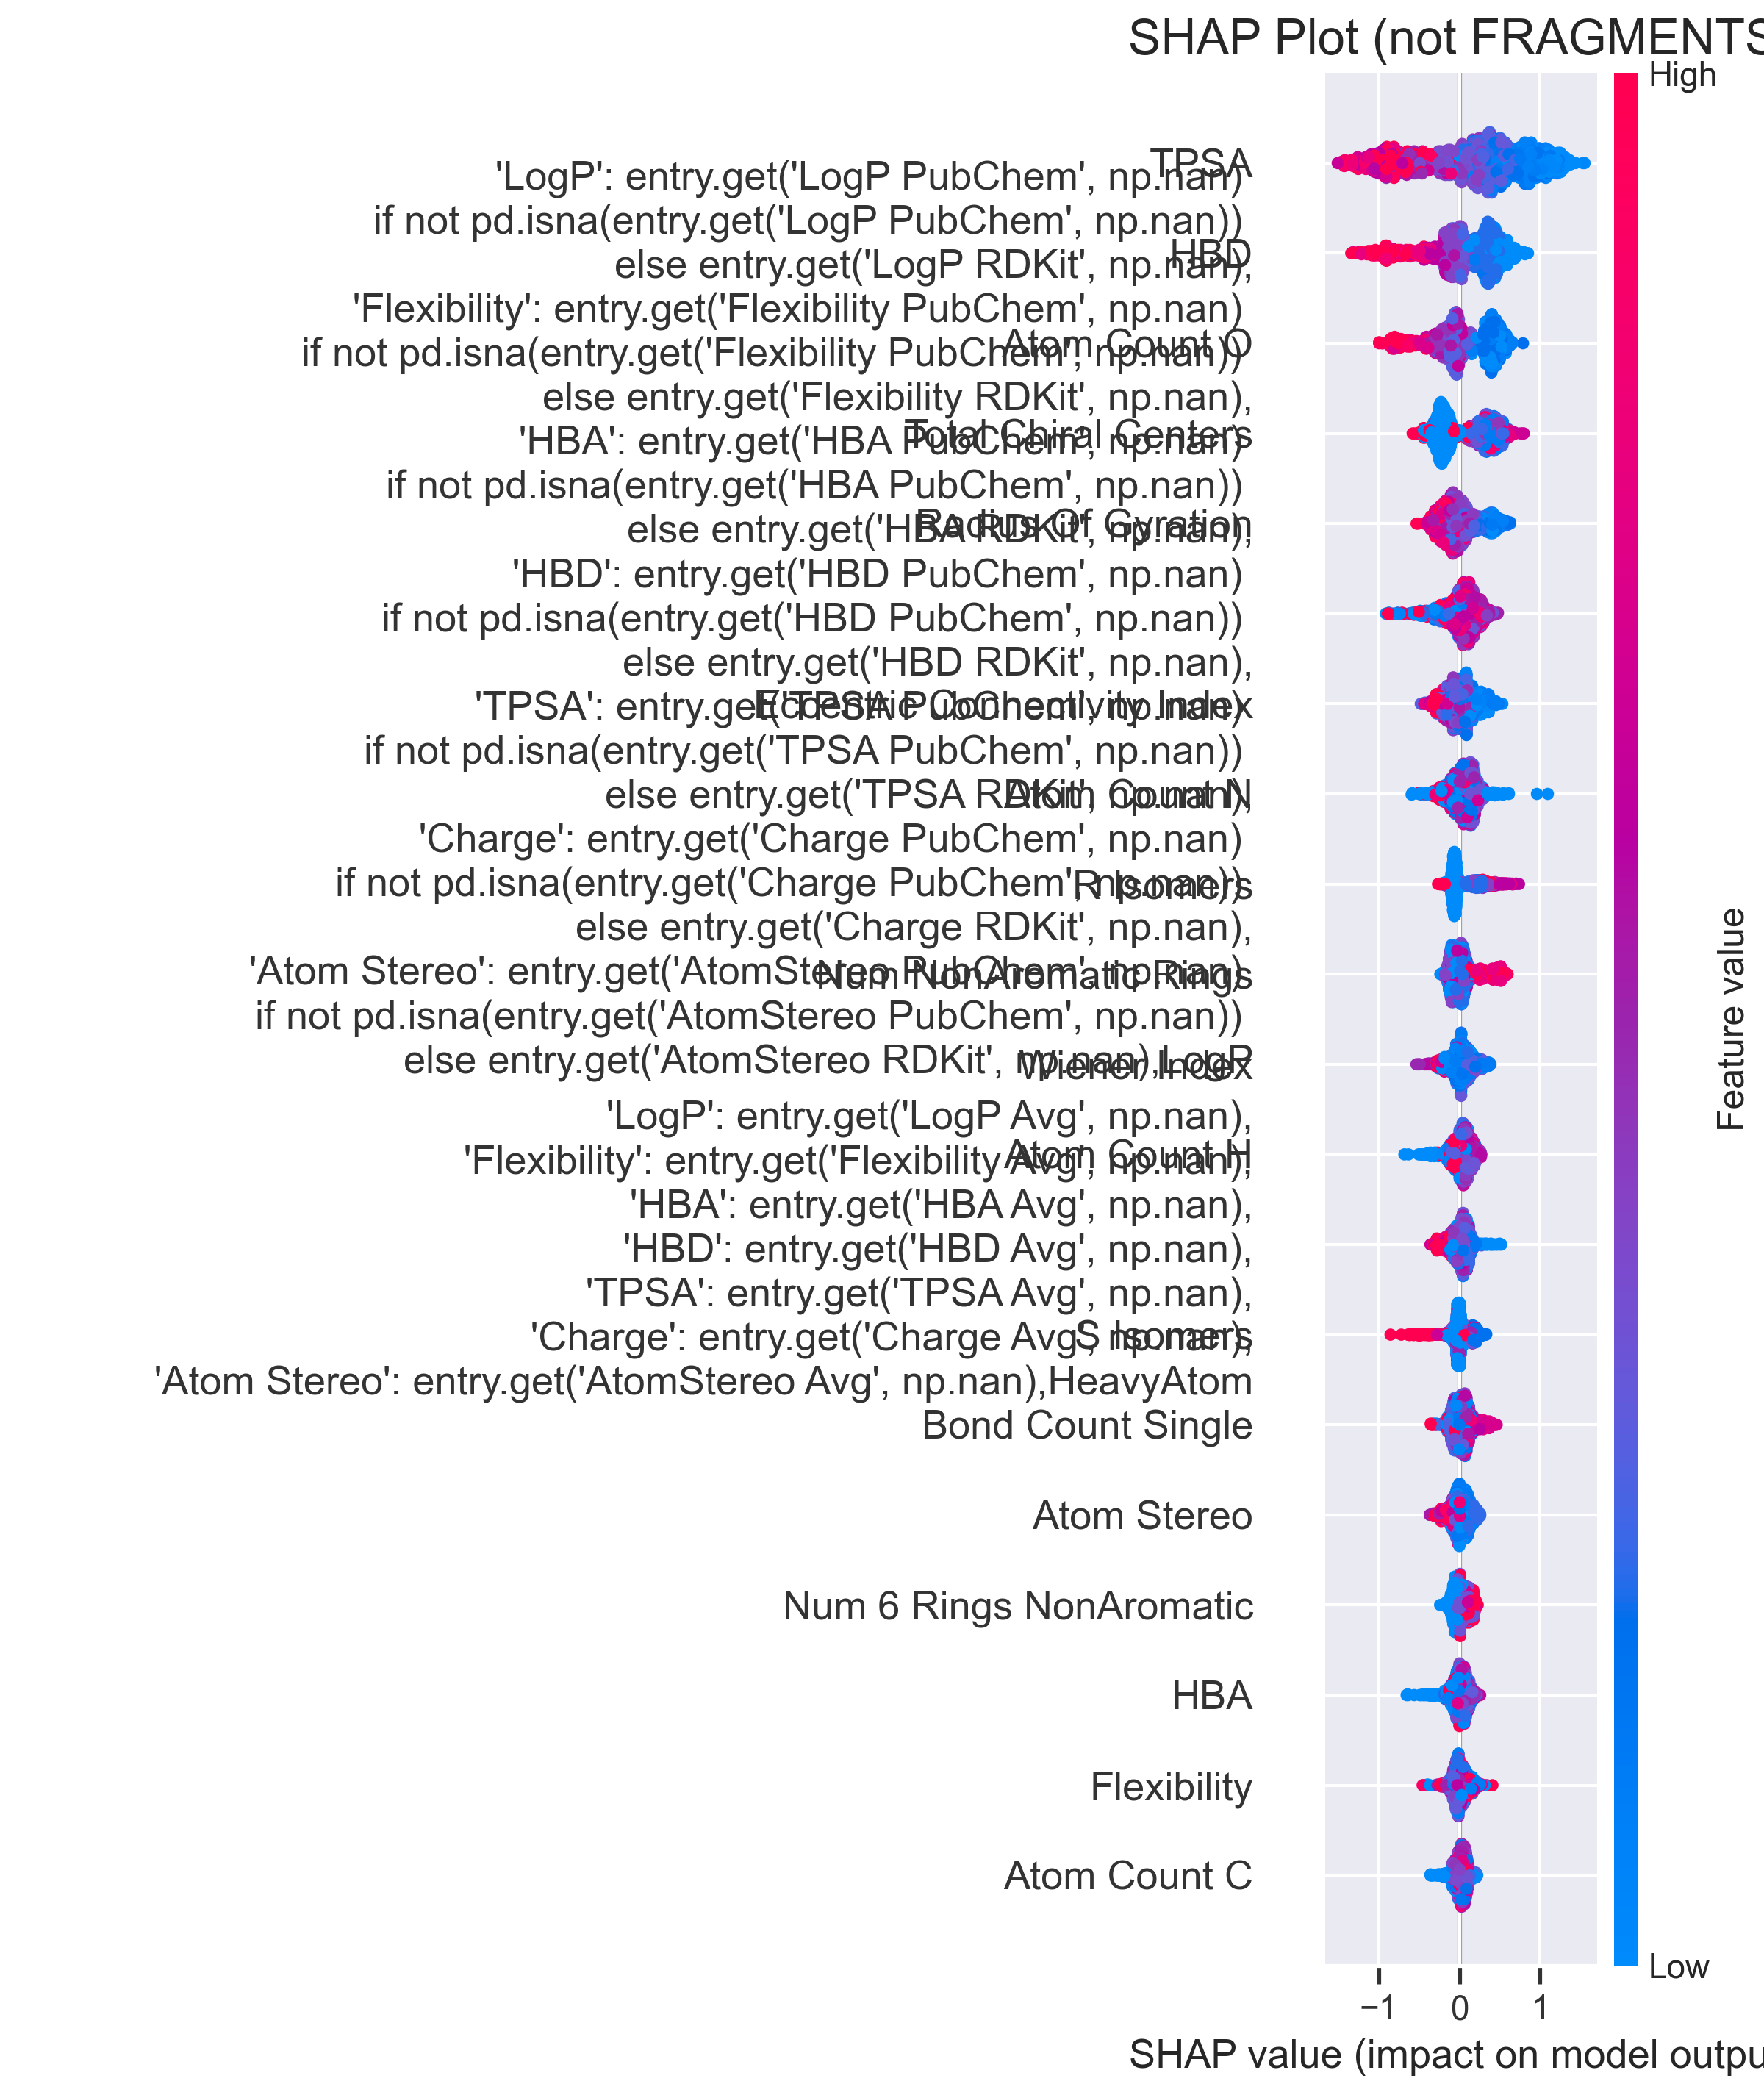 SHAP Plot (not FRAGMENTS
High
TPSA
'LogP': entry.get('LogP PubChem', np.nan)
if not pd.isna(entry.get('LogP PubChem', np.nan))
HBD
else entry.get('LogP RDKit', np.nan),
'Flexibility': entry.get('Flexibility PubChem', np.nan)
Atom Count O
if not pd.isna(entry.get('Flexibility PubChem', np.nan))
else entry.get('Flexibility RDKit', np.nan),
Total Chiral Centers
'HBA': entry.get('HBA PubChem', np.nan)
if not pd.isna(entry.get('HBA PubChem', np.nan))
Radius Of Gyration
else entry.get('HBA RDKit', np.nan),
'HBD': entry.get('HBD PubChem', np.nan)
if not pd.isna(entry.get('HBD PubChem', np.nan))
else entry.get('HBD RDKit', np.nan),
Eccentric Connectivity Index
'TPSA': entry.get('TPSA PubChem', np.nan)
if not pd.isna(entry.get('TPSA PubChem', np.nan))
Atom Count N
else entry.get('TPSA RDKit', np.nan),
'Charge': entry.get('Charge PubChem', np.nan)
if not pd.isna(entry.get('Charge PubChem', np.nan))
R Isomers
else entry.get('Charge RDKit', np.nan),
'Atom Stereo': entry.get('AtomStereo PubChem', np.nan)
Num NonAromatic Rings
if not pd.isna(entry.get('AtomStereo PubChem', np.nan))
else entry.get('AtomStereo RDKit', np.nan),LogP
Wiener Index
'LogP': entry.get('LogP Avg', np.nan),
Atom Count H
'Flexibility': entry.get('Flexibility Avg', np.nan),
'HBA': entry.get('HBA Avg', np.nan),
'HBD': entry.get('HBD Avg', np.nan),
'TPSA': entry.get('TPSA Avg', np.nan),
S Isomers
'Charge': entry.get('Charge Avg', np.nan),
'Atom Stereo': entry.get('AtomStereo Avg', np.nan),HeavyAtom
Bond Count Single
Atom Stereo
Num 6 Rings NonAromatic
HBA
Flexibility
Atom Count C
Feature value
Low
−1 0 1
SHAP value (impact on model outpu